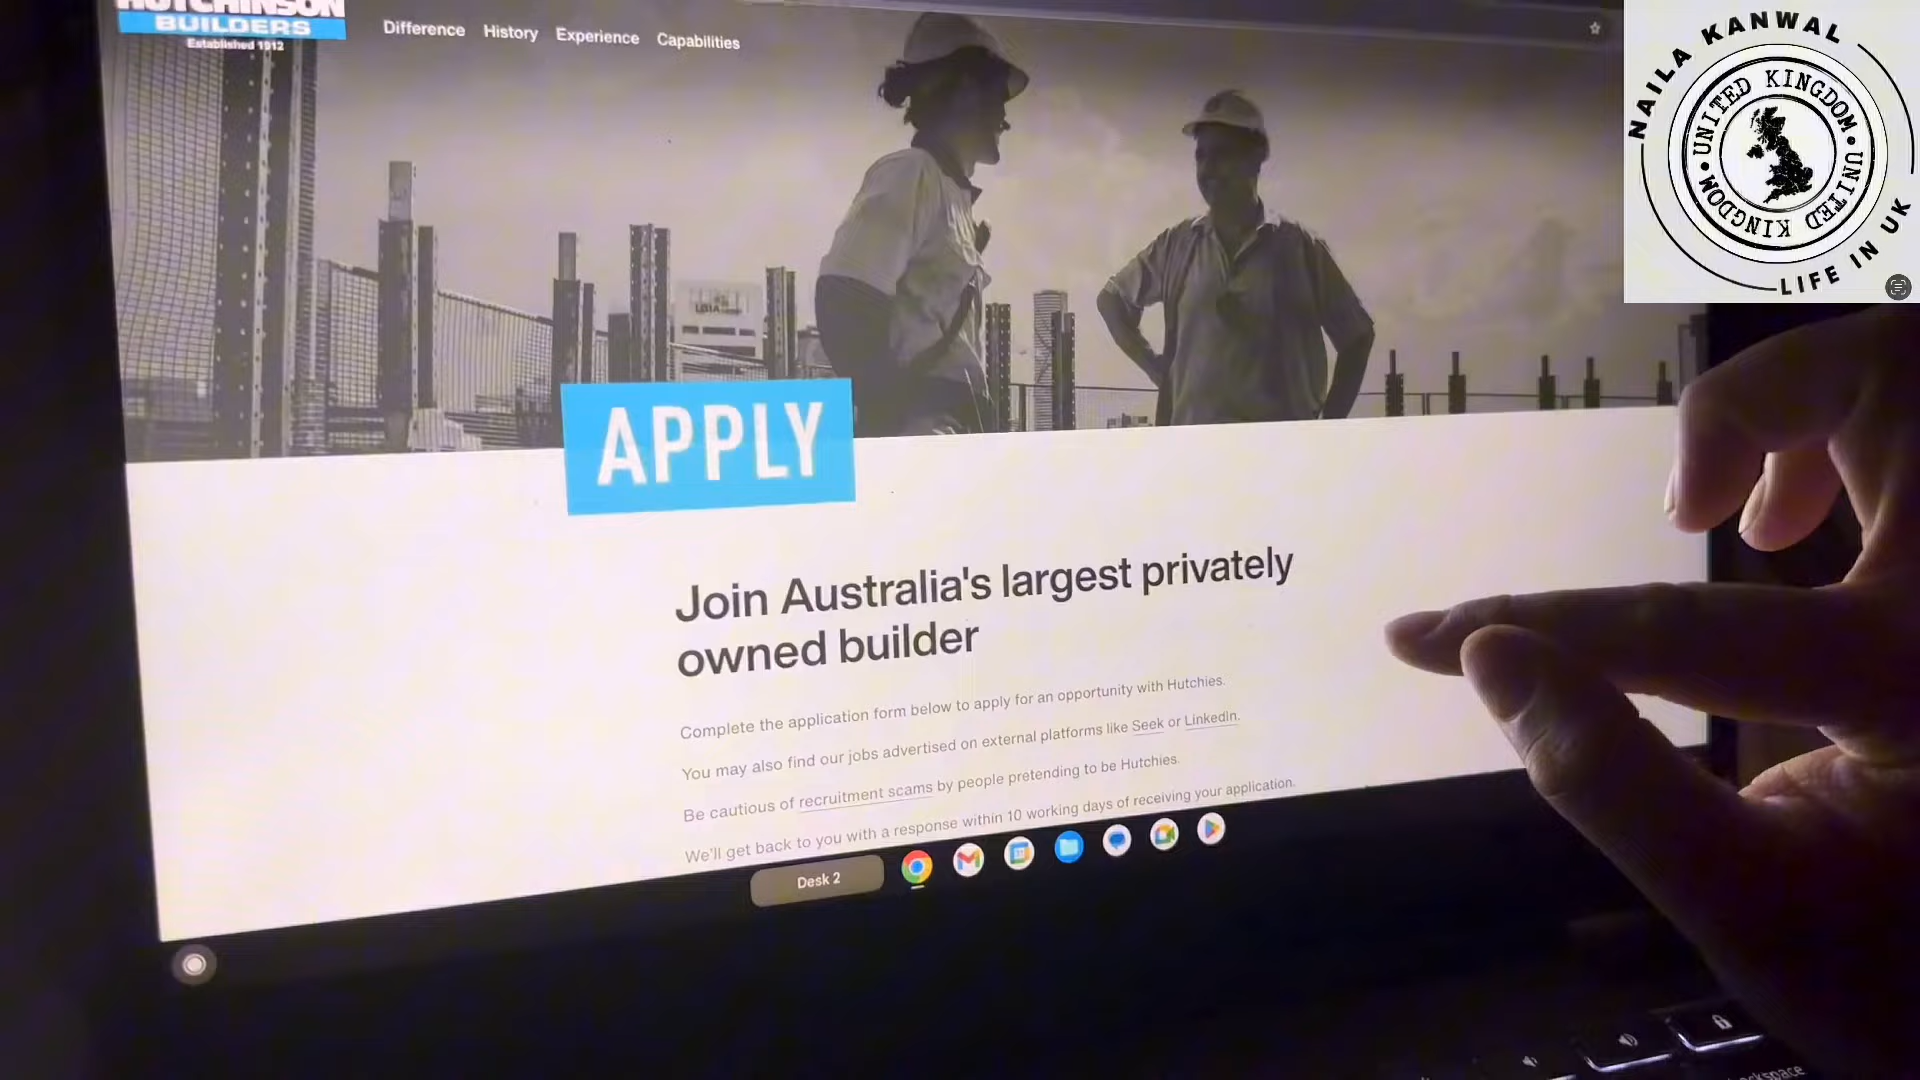 HUTCHINSON
BUILDERS
Established 1912
Difference History Experience Capabilities
APPLY
Join Australia's largest privately
owned builder
Complete the application form below to apply for an opportunity with Hutchies.
You may also find our jobs advertised on external platforms like Seek or Linkedin.
Be cautious of recruitment scams by people pretending to be Hutchies.
We'll get back to you with a response within 10 working days of receiving your application.
Desk 2
NAILA KANWAL
UNITED KINGDOM • UNITED KINGDOM •
LIFE IN UK